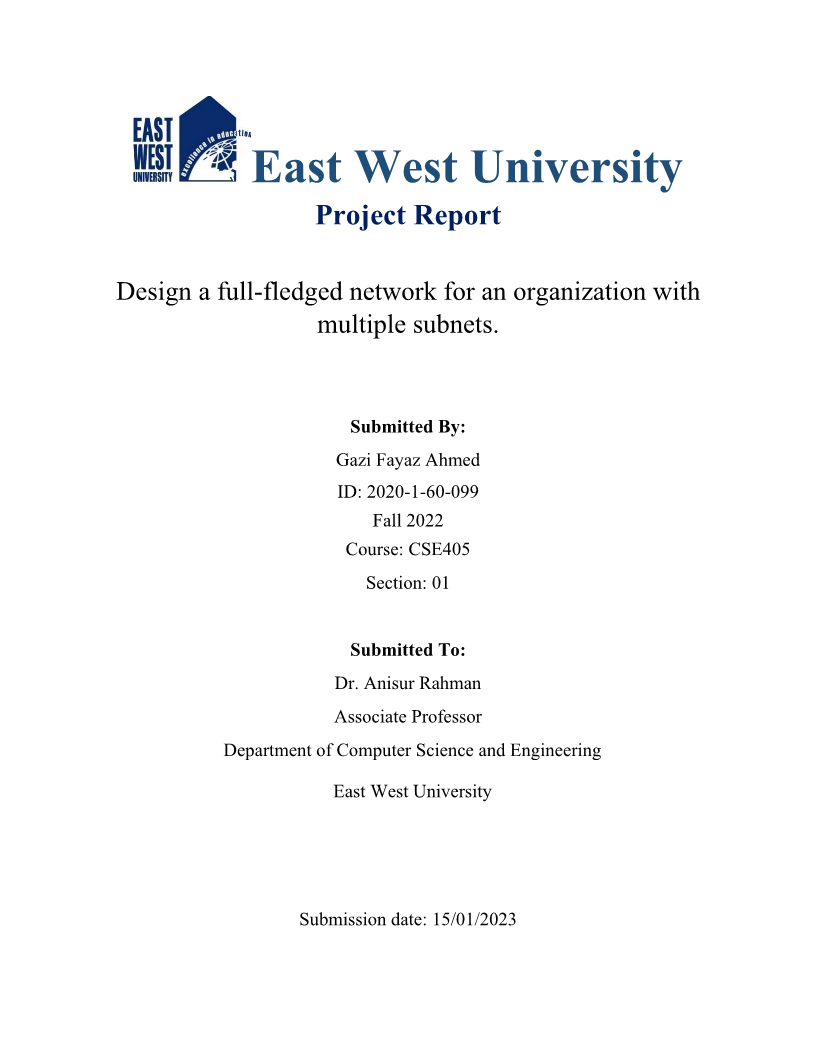 EAST
WEST
UNIVERSITY
excellence in education
East West University
Project Report
Design a full-fledged network for an organization with
multiple subnets.
Submitted By:
Gazi Fayaz Ahmed
ID: 2020-1-60-099
Fall 2022
Course: CSE405
Section: 01
Submitted To:
Dr. Anisur Rahman
Associate Professor
Department of Computer Science and Engineering
East West University
Submission date: 15/01/2023